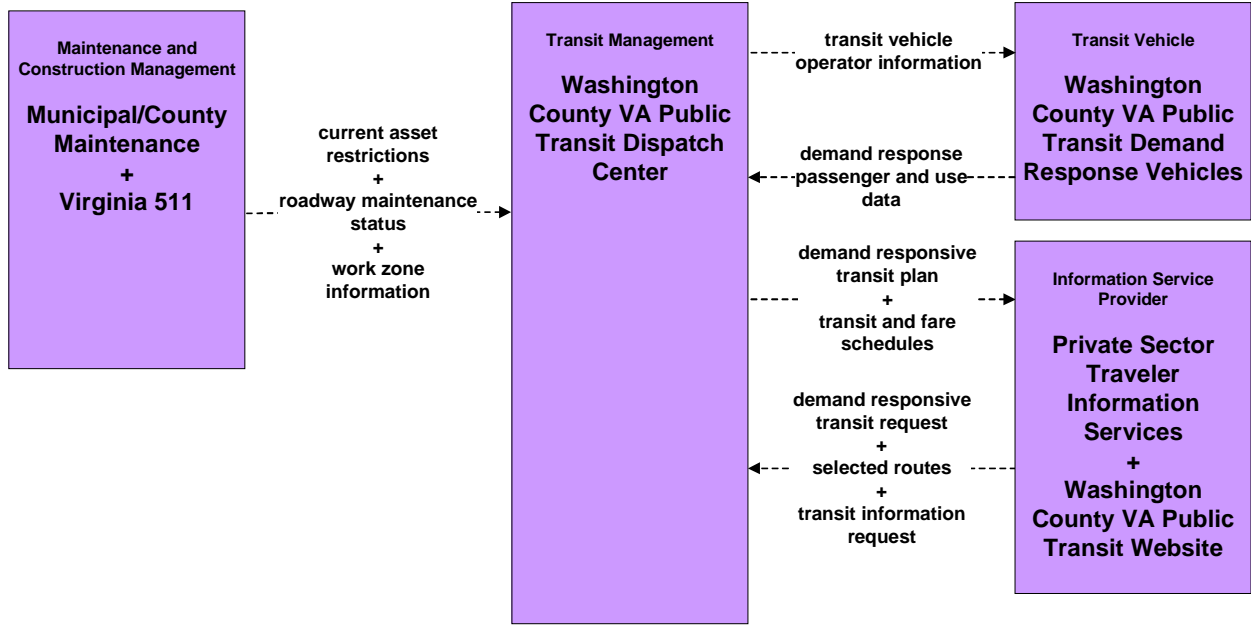 Maintenance and
Construction Management
Municipal/County
Maintenance
+
Virginia 511
current asset
restrictions
+
roadway maintenance
status
+
work zone
information
Transit Management
Washington
County VA Public
Transit Dispatch
Center
transit vehicle
operator information
demand response
passenger and use
data
demand responsive
transit plan
+
transit and fare
schedules
demand responsive
transit request
+
selected routes
+
transit information
request
Transit Vehicle
Washington
County VA Public
Transit Demand
Response Vehicles
Information Service
Provider
Private Sector
Traveler
Information
Services
+
Washington
County VA Public
Transit Website